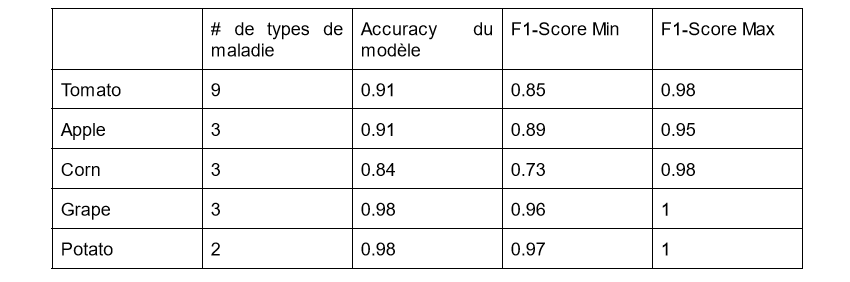 # de types de maladie Accuracy du modèle F1-Score Min F1-Score Max
Tomato 9 0.91 0.85 0.98
Apple 3 0.91 0.89 0.95
Corn 3 0.84 0.73 0.98
Grape 3 0.98 0.96 1
Potato 2 0.98 0.97 1